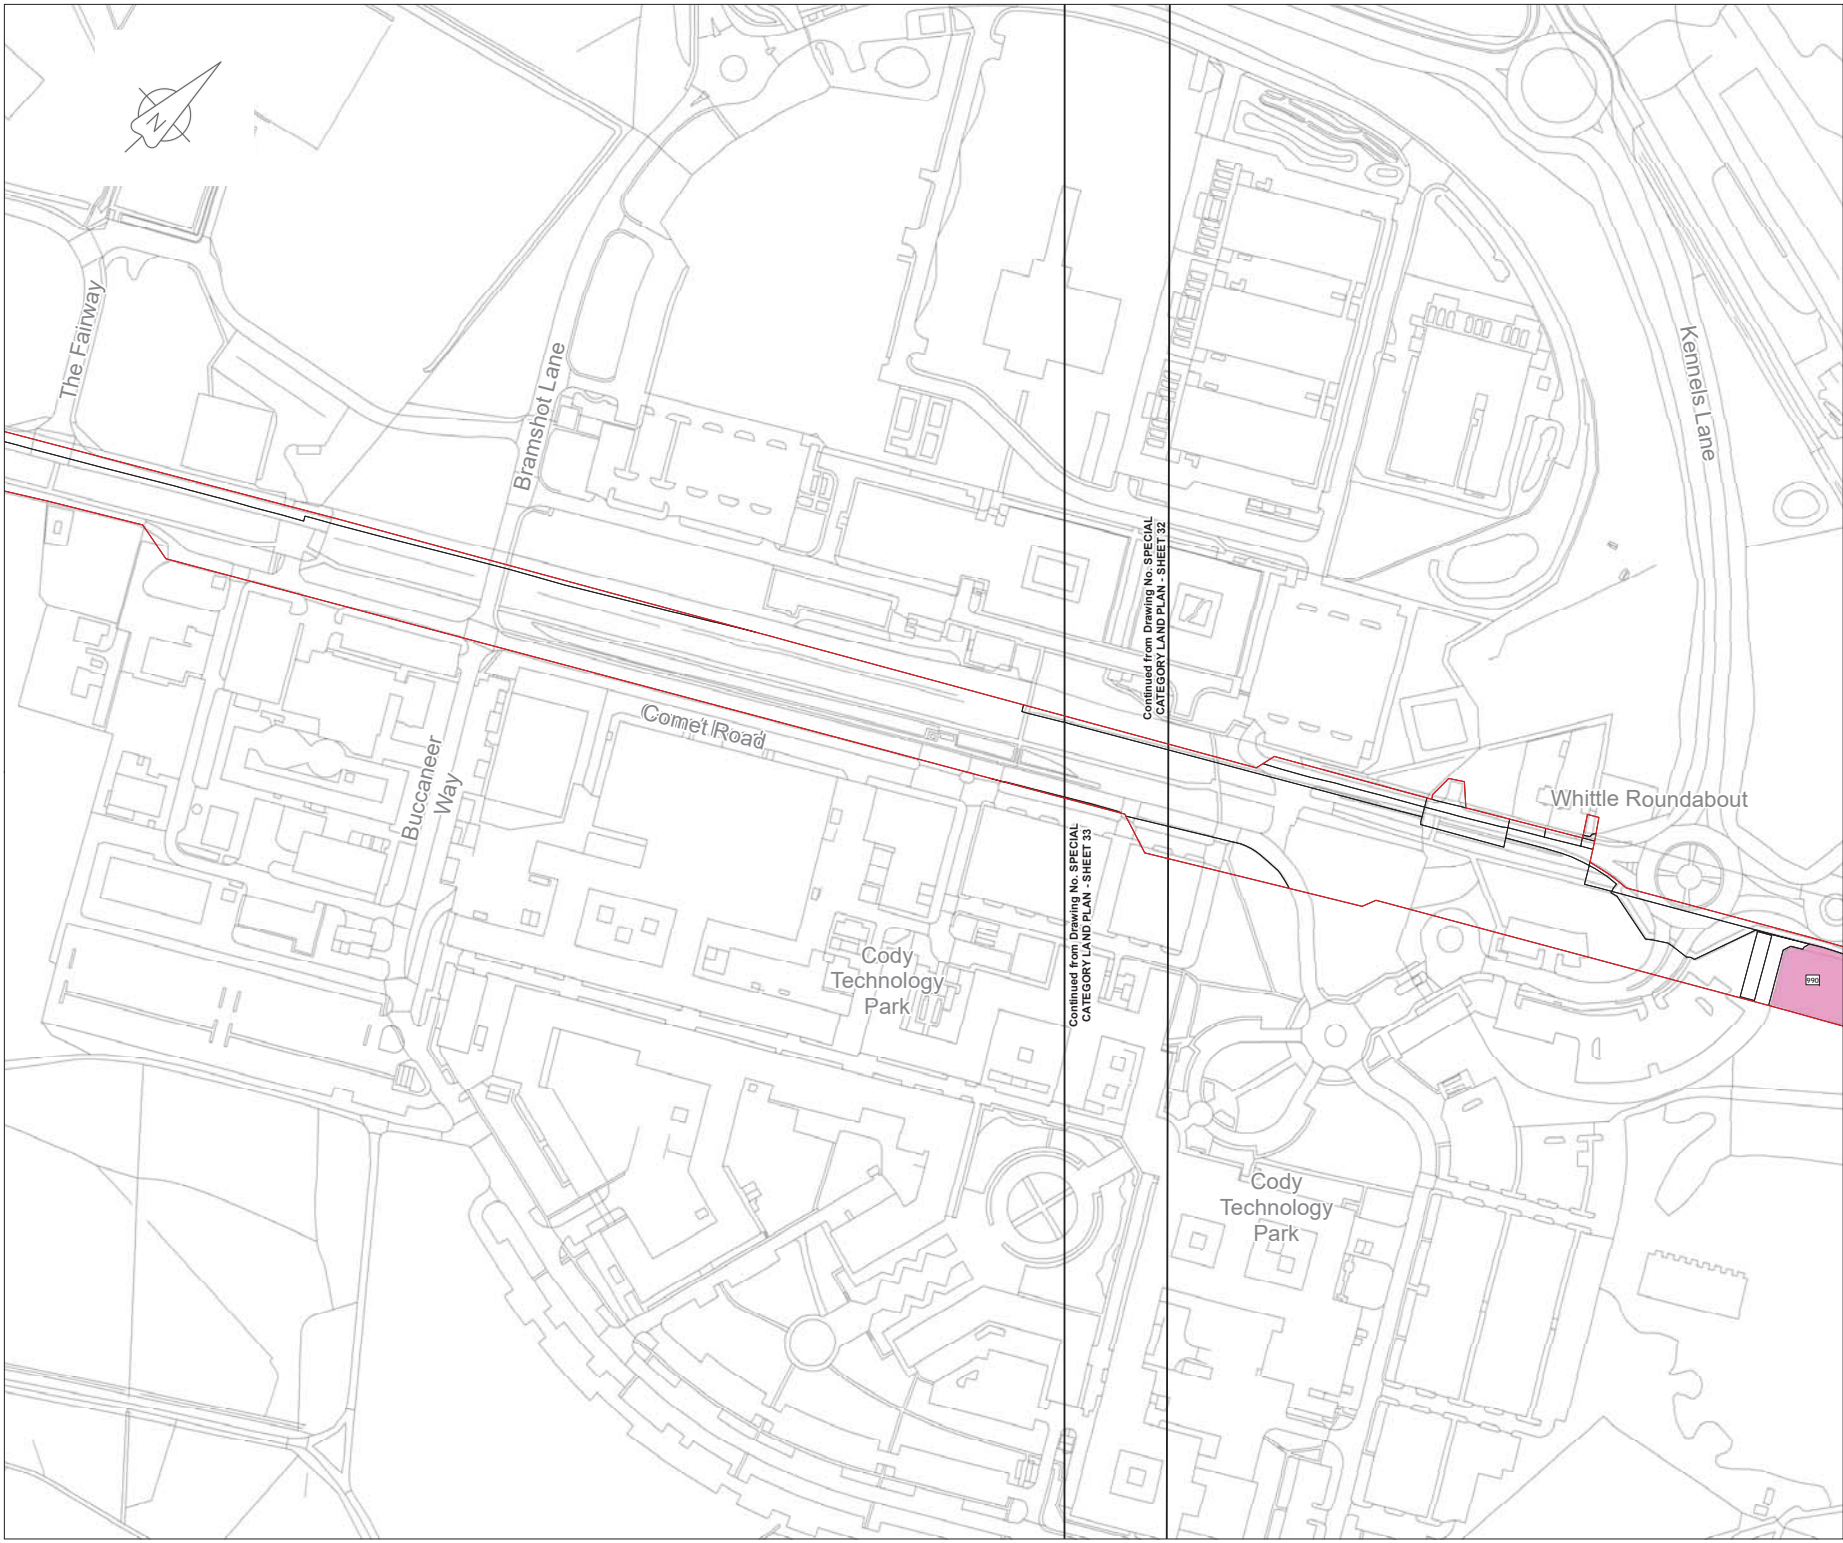 N
The Fairway
Bramshot Lane
Kennels Lane
Continued from Drawing No. SPECIAL
CATEGORY LAND PLAN - SHEET 32
Comet Road
Buccaneer
Way
Whittle Roundabout
Continued from Drawing No. SPECIAL
CATEGORY LAND PLAN - SHEET 33
Cody
Technology
Park
990
Cody
Technology
Park